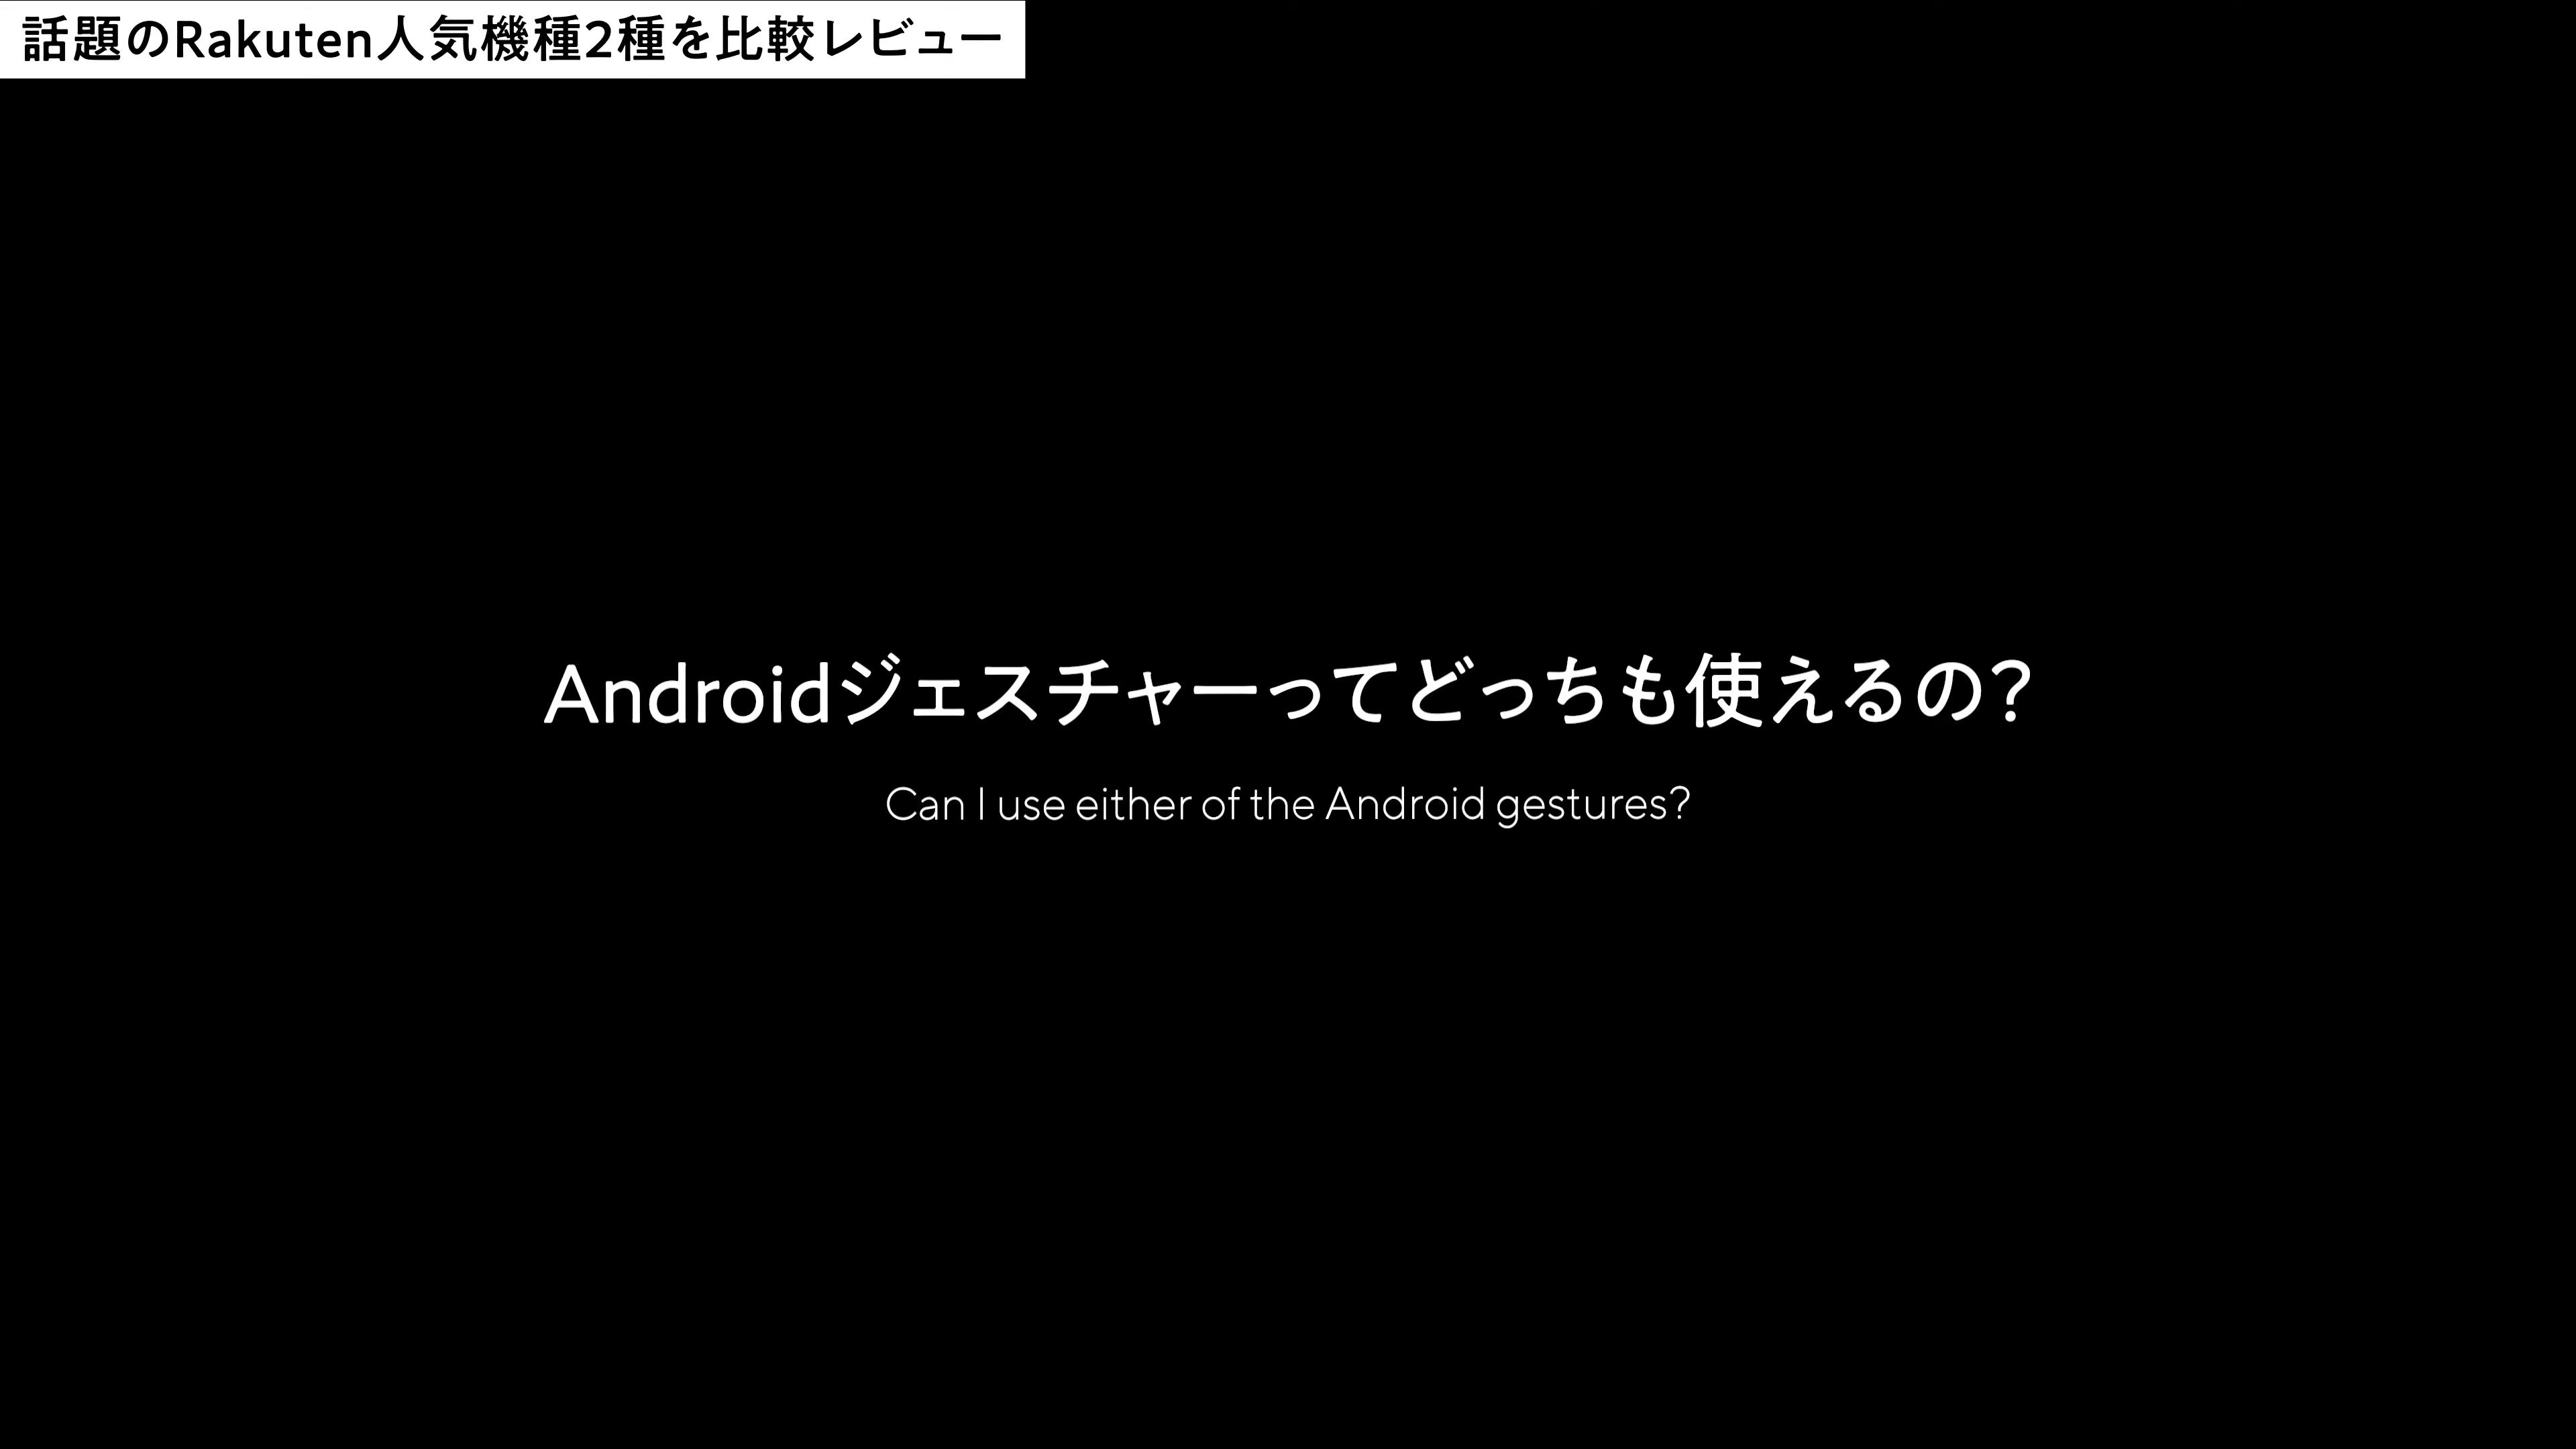 話題のRakuten人気機種2種を比較レビュー
Androidジェスチャーってどっちも使えるの?
Can I use either of the Android gestures?